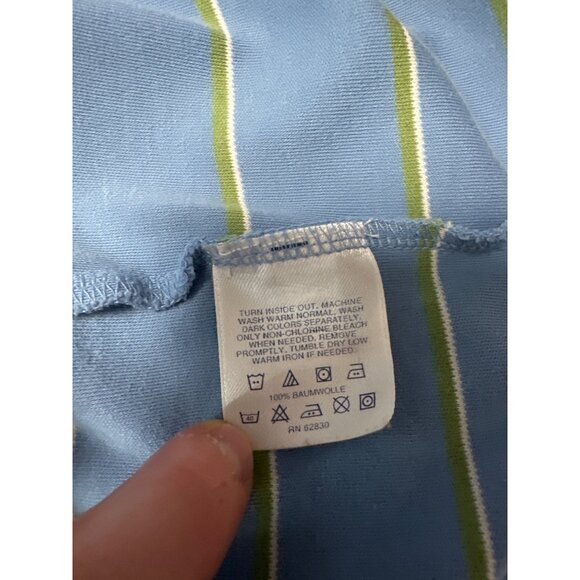 TURN INSIDE OUT. MACHINE
WASH WARM NORMAL. WASH
DARK COLORS SEPARATELY.
ONLY NON-CHLORINE BLEACH
WHEN NEEDED. REMOVE
PROMPTLY. TUMBLE DRY LOW
WARM IRON IF NEEDED.
100% BAUMWOLLE
40
RN 62830